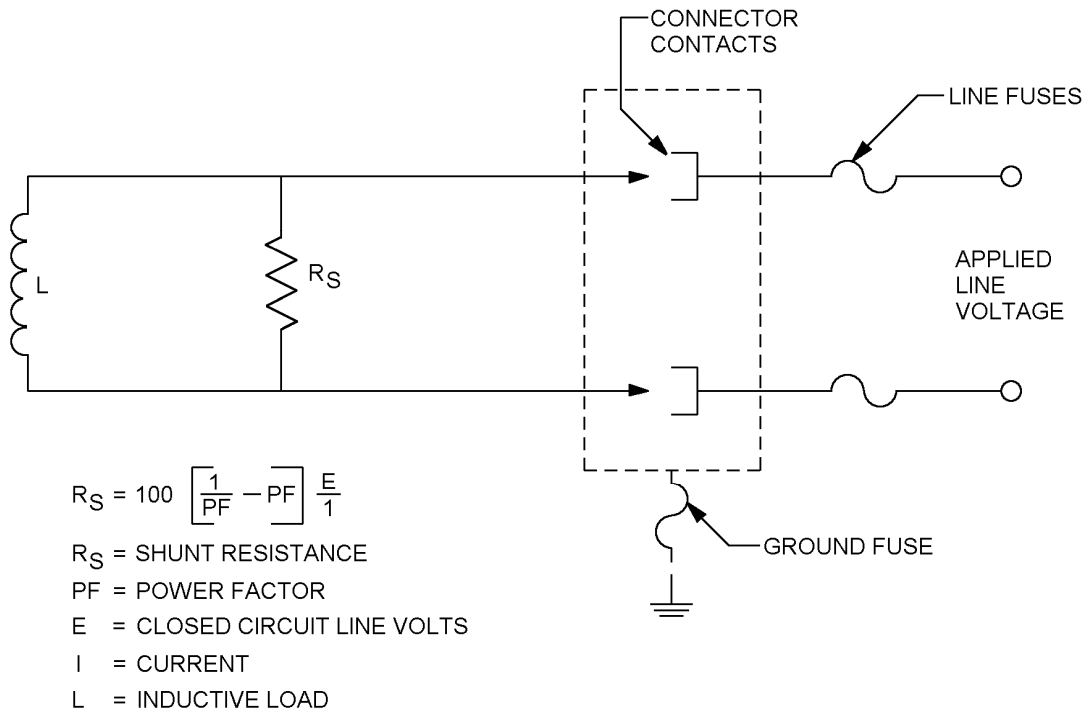 CONNECTOR
CONTACTS
LINE FUSES
L
RS
APPLIED
LINE
VOLTAGE
RS = 100 [1/PF − PF] E/1
RS = SHUNT RESISTANCE
PF = POWER FACTOR
E = CLOSED CIRCUIT LINE VOLTS
I = CURRENT
L = INDUCTIVE LOAD
GROUND FUSE